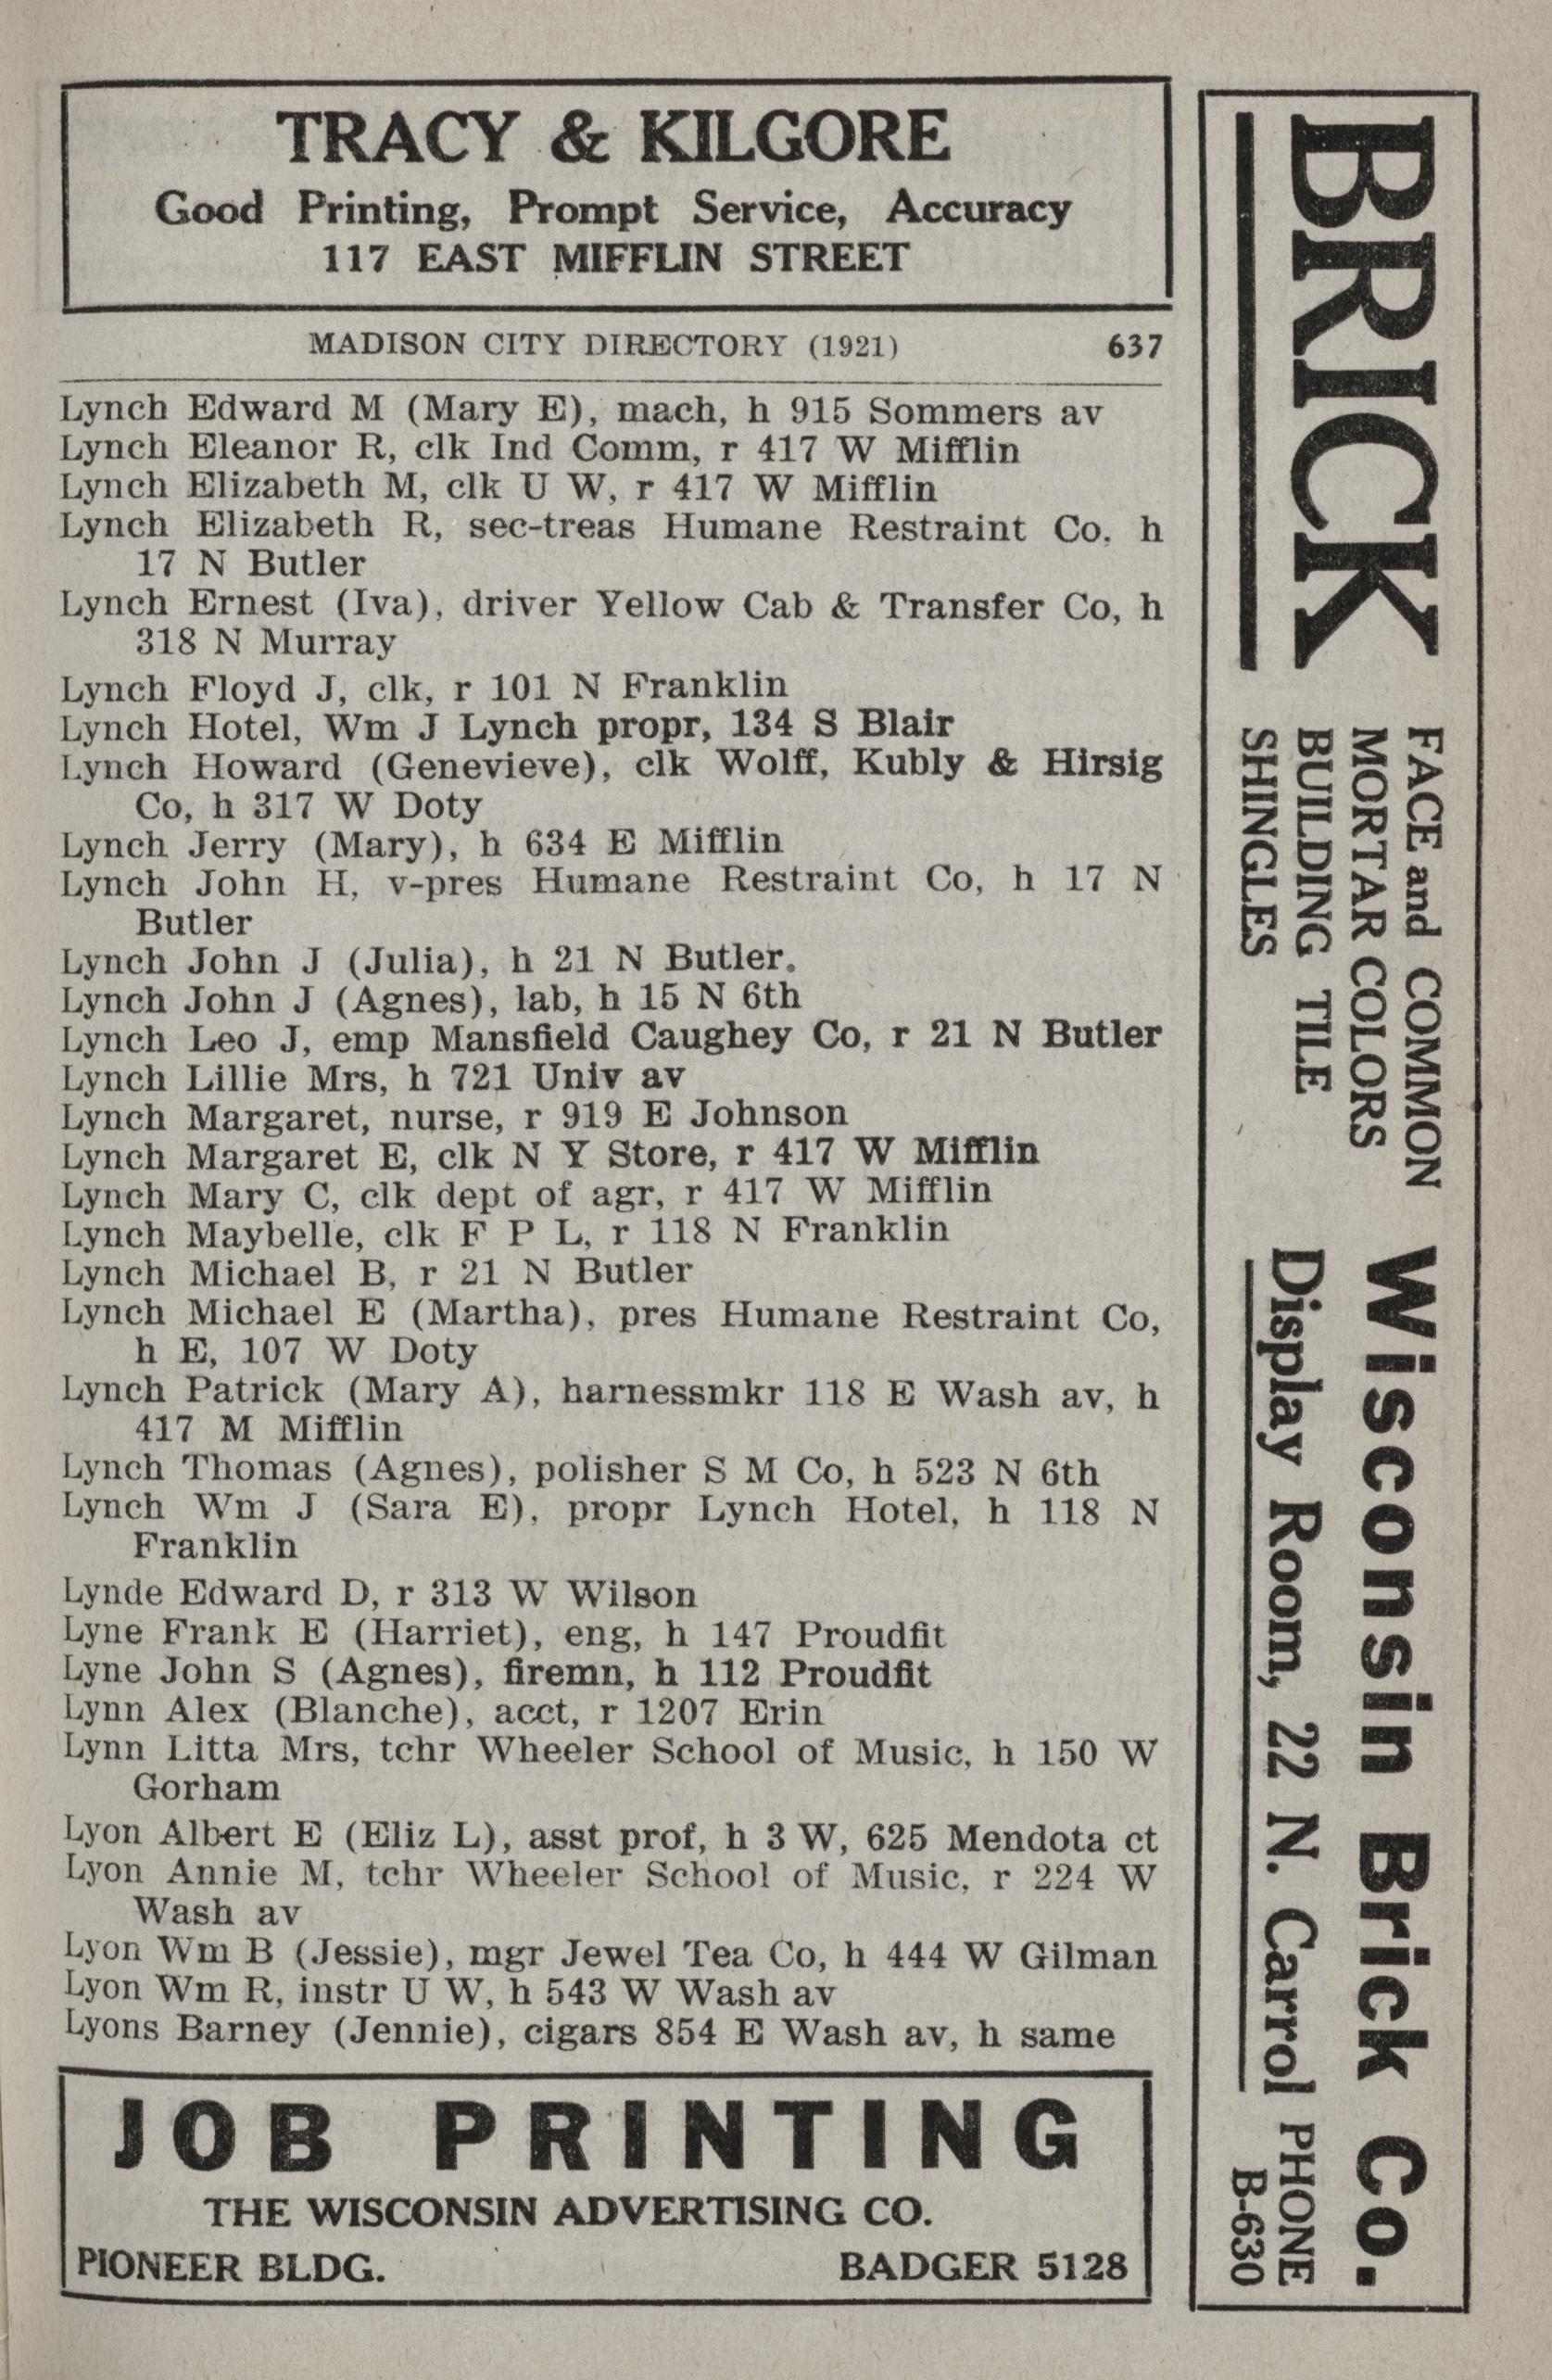 TRACY & KILGORE
Good Printing, Prompt Service, Accuracy
117 EAST MIFFLIN STREET
MADISON CITY DIRECTORY (1921) 637
Lynch Edward M (Mary E), mach, h 915 Sommers av
Lynch Eleanor R, clk Ind Comm, r 417 W Mifflin
Lynch Elizabeth M, clk U W, r 417 W Mifflin
Lynch Elizabeth R, sec-treas Humane Restraint Co, h
17 N Butler
Lynch Ernest (Iva), driver Yellow Cab & Transfer Co, h
318 N Murray
Lynch Floyd J, clk, r 101 N Franklin
Lynch Hotel, Wm J Lynch propr, 134 S Blair
Lynch Howard (Genevieve), clk Wolff, Kubly & Hirsig
Co, h 317 W Doty
Lynch Jerry (Mary), h 634 E Mifflin
Lynch John H, v-pres Humane Restraint Co, h 17 N
Butler
Lynch John J (Julia), h 21 N Butler.
Lynch John J (Agnes), lab, h 15 N 6th
Lynch Leo J, emp Mansfield Caughey Co, r 21 N Butler
Lynch Lillie Mrs, h 721 Univ av
Lynch Margaret, nurse, r 919 E Johnson
Lynch Margaret E, clk N Y Store, r 417 W Mifflin
Lynch Mary C, clk dept of agr, r 417 W Mifflin
Lynch Maybelle, clk F P L, r 118 N Franklin
Lynch Michael B, r 21 N Butler
Lynch Michael E (Martha), pres Humane Restraint Co,
h E, 107 W Doty
Lynch Patrick (Mary A), harnessmkr 118 E Wash av, h
417 M Mifflin
Lynch Thomas (Agnes), polisher S M Co, h 523 N 6th
Lynch Wm J (Sara E), propr Lynch Hotel, h 118 N
Franklin
Lynde Edward D, r 313 W Wilson
Lyne Frank E (Harriet), eng, h 147 Proudfit
Lyne John S (Agnes), firemn, h 112 Proudfit
Lynn Alex (Blanche), acct, r 1207 Erin
Lynn Litta Mrs, tchr Wheeler School of Music, h 150 W
Gorham
Lyon Albert E (Eliz L), asst prof, h 3 W, 625 Mendota ct
Lyon Annie M, tchr Wheeler School of Music, r 224 W
Wash av
Lyon Wm B (Jessie), mgr Jewel Tea Co, h 444 W Gilman
Lyon Wm R, instr U W, h 543 W Wash av
Lyons Barney (Jennie), cigars 854 E Wash av, h same
JOB PRINTING
THE WISCONSIN ADVERTISING CO.
PIONEER BLDG. BADGER 5128
BRICK
FACE and COMMON
MORTAR COLORS
BUILDING TILE
SHINGLES
Wisconsin Brick Co.
Display Room, 22 N. Carrol
PHONE
B-630